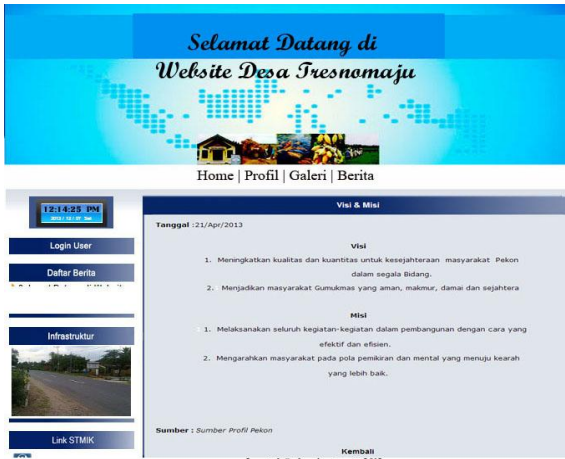 Selamat Datang di
Website Desa Tresnomaju
Home | Profil | Galeri | Berita
12:14:25 PM
Visi & Misi
Tanggal :21/Apr/2013
Login User
Visi
1. Meningkatkan kualitas dan kuantitas untuk kesejahteraan masyarakat Pekon
dalam segala Bidang.
Daftar Berita
2. Menjadikan masyarakat Gumukmas yang aman, makmur, damai dan sejahtera
Misi
1. Melaksanakan seluruh kegiatan-kegiatan dalam pembangunan dengan cara yang
efektif dan efisien.
Infrastruktur
2. Mengarahkan masyarakat pada pola pemikiran dan mental yang menuju kearah
yang lebih baik.
Sumber : Sumber Profil Pekon
Link STMIK
Kembali